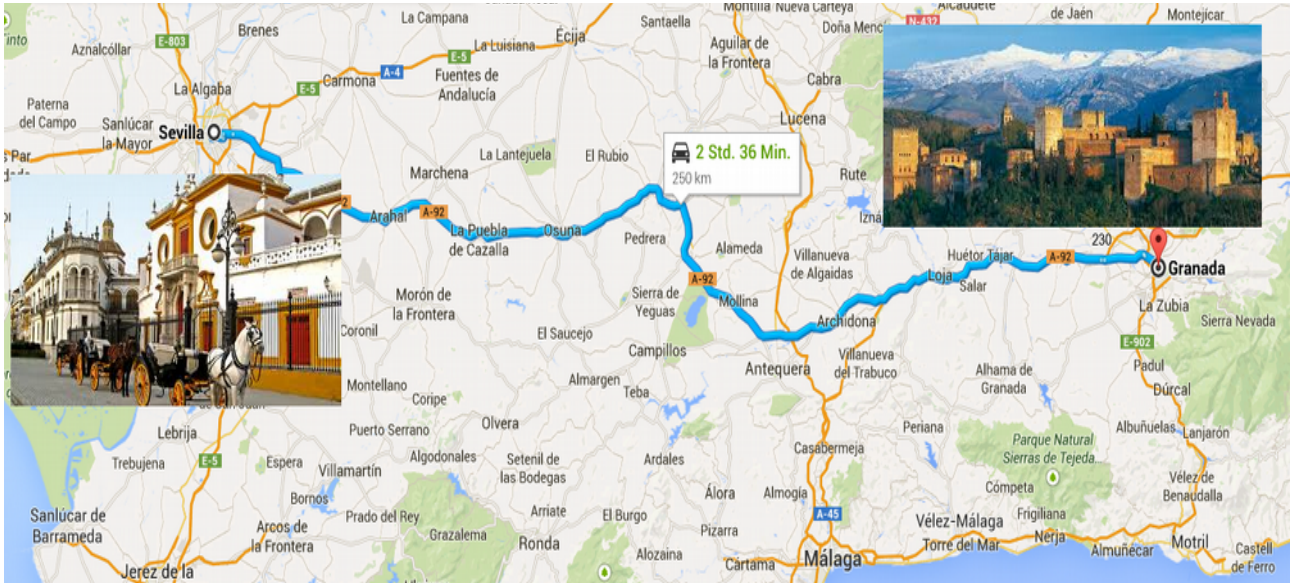 La Campana
Santaella
Montilla
Nueva Carteya
Alcaudete
de Jaén
Montejícar
N-432
Doña Menc
E-803
Brenes
Écija
La Luisiana
Aguilar de
la Frontera
Aznalcóllar
E-5
A-4
E-5
Carmona
Fuentes de
Andalucía
Cabra
La Algaba
Paterna
del Campo
Sanlúcar
la Mayor
Sevilla
Lucena
La Lantejuela
El Rubio
2 Std. 36 Min.
250 km
Marchena
Rute
Izná
Arahal
A-92
La Puebla
de Cazalla
Osuna
Pedrera
Alameda
Villanueva
de Algaidas
230
Huétor Tájar
A-92
Granada
Loja
Salar
A-92
Mollina
Sierra de
Yeguas
Morón de
la Frontera
La Zubia
Sierra Nevada
Archidona
Coronil
El Saucejo
Campillos
E-902
Antequera
Villanueva
del Trabuco
Padul
Alhama de
Granada
Dúrcal
Montellano
Coripe
Almargen
Teba
Lebrija
Puerto Serrano
Olvera
Periana
Albuñuelas
Lanjarón
Parque Natural
Sierras de Tejeda
Casabermeja
Trebujena
E-5
Espera
Villamartín
Algodonales
Setenil de
las Bodegas
Ardales
Bornos
Álora
Almogía
Cómpeta
Vélez de
Benaudalla
Sanlúcar de
Barrameda
Arcos de
la Frontera
Prado del Rey
Grazalema
Arriate
El Burgo
Pizarra
A-45
Frigiliana
Vélez-Málaga
Torre del Mar
Nerja
Almuñécar
Motril
Castell
de Ferro
Ronda
Alozaina
Cártama
Málaga
Jerez de la